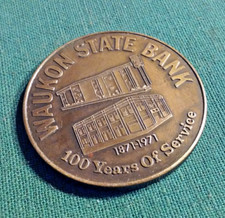 WAUKON STATE BANK
1871-1971
100 Years Of Service